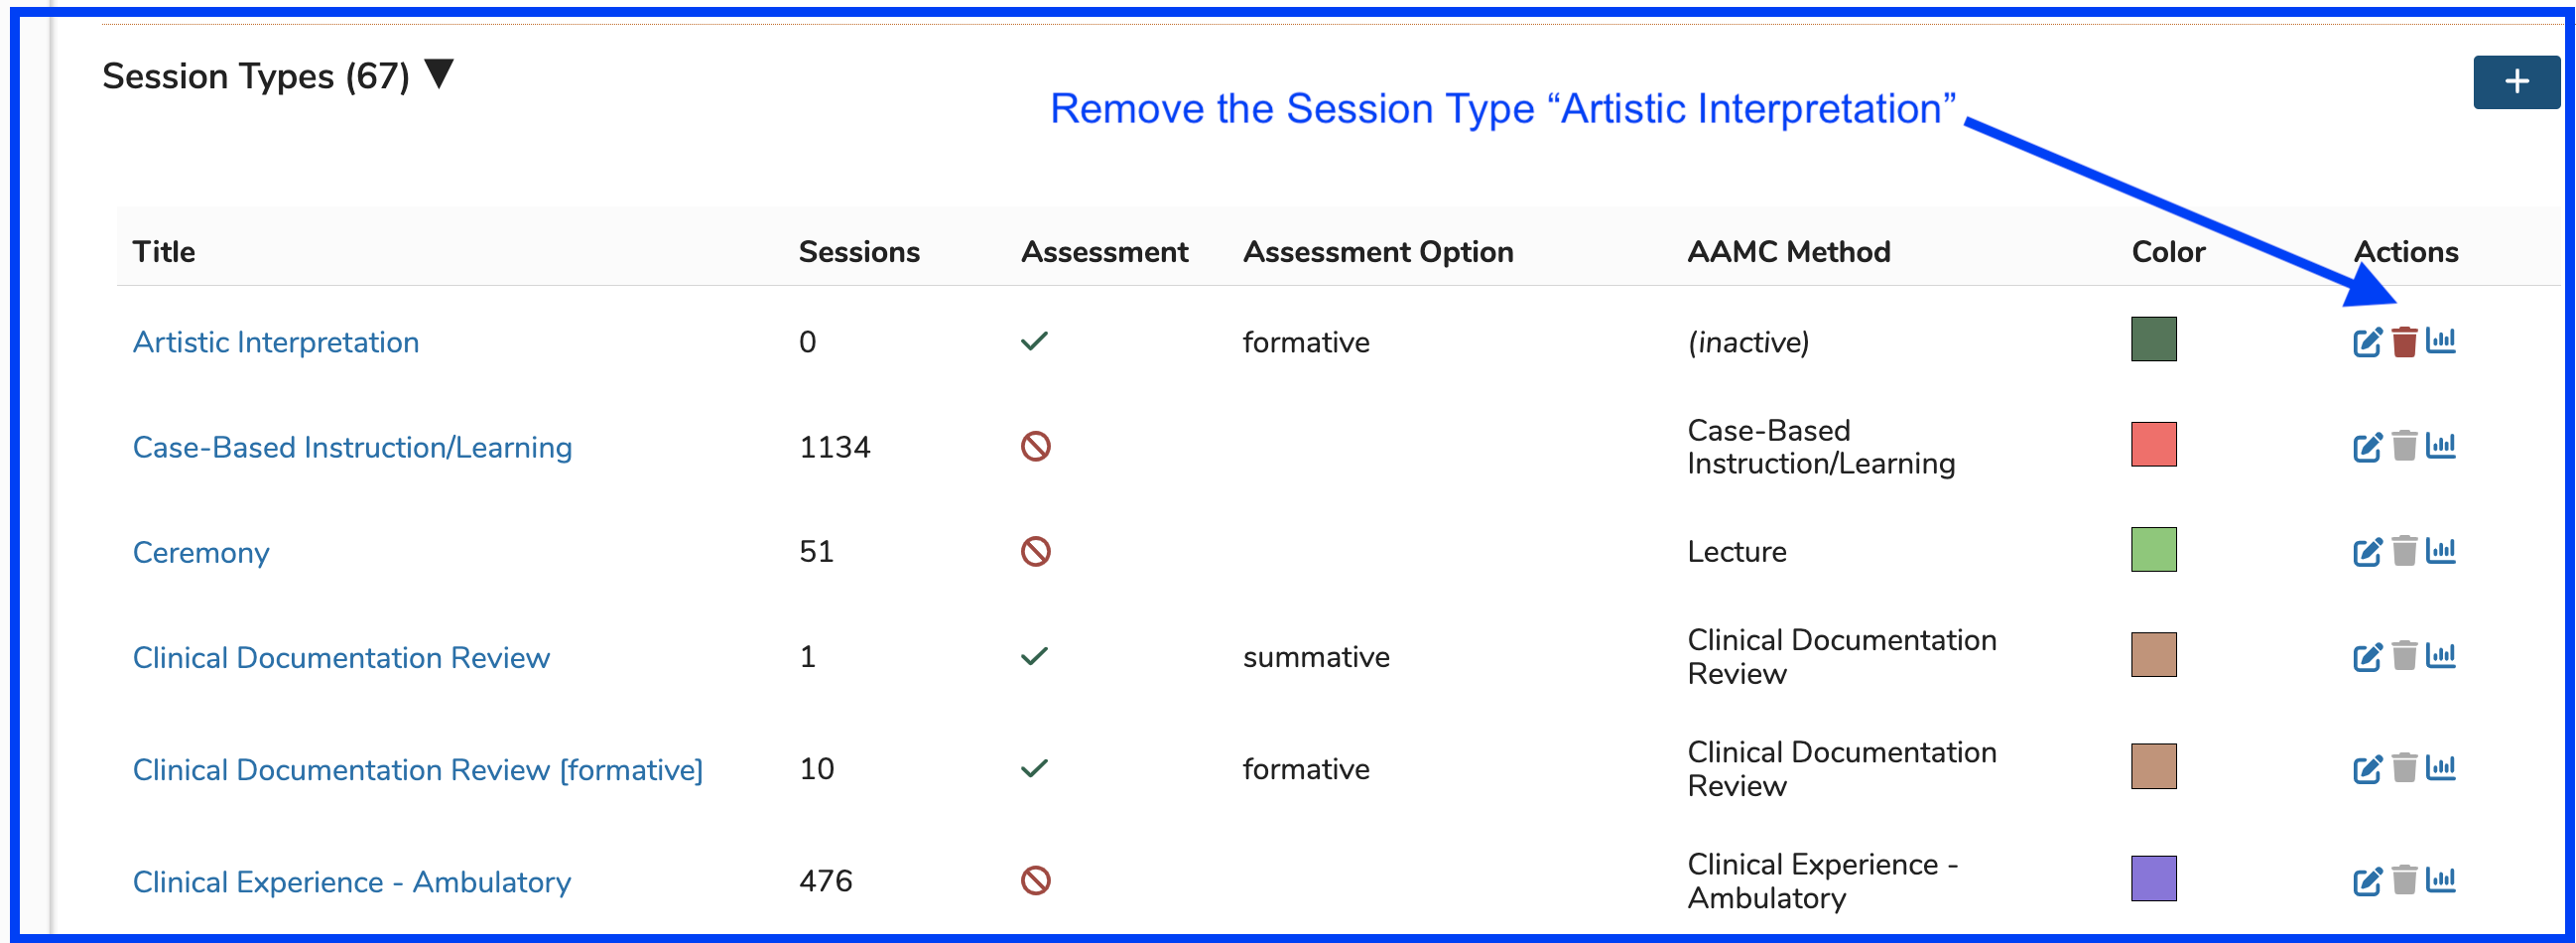 Session Types (67) ▼
Remove the Session Type “Artistic Interpretation”
+
Title Sessions Assessment Assessment Option AAMC Method Color Actions
Artistic Interpretation 0 formative (inactive)
Case-Based Instruction/Learning 1134 Case-Based
Instruction/Learning
Ceremony 51 Lecture
Clinical Documentation Review 1 summative Clinical Documentation
Review
Clinical Documentation Review [formative] 10 formative Clinical Documentation
Review
Clinical Experience - Ambulatory 476 Clinical Experience -
Ambulatory